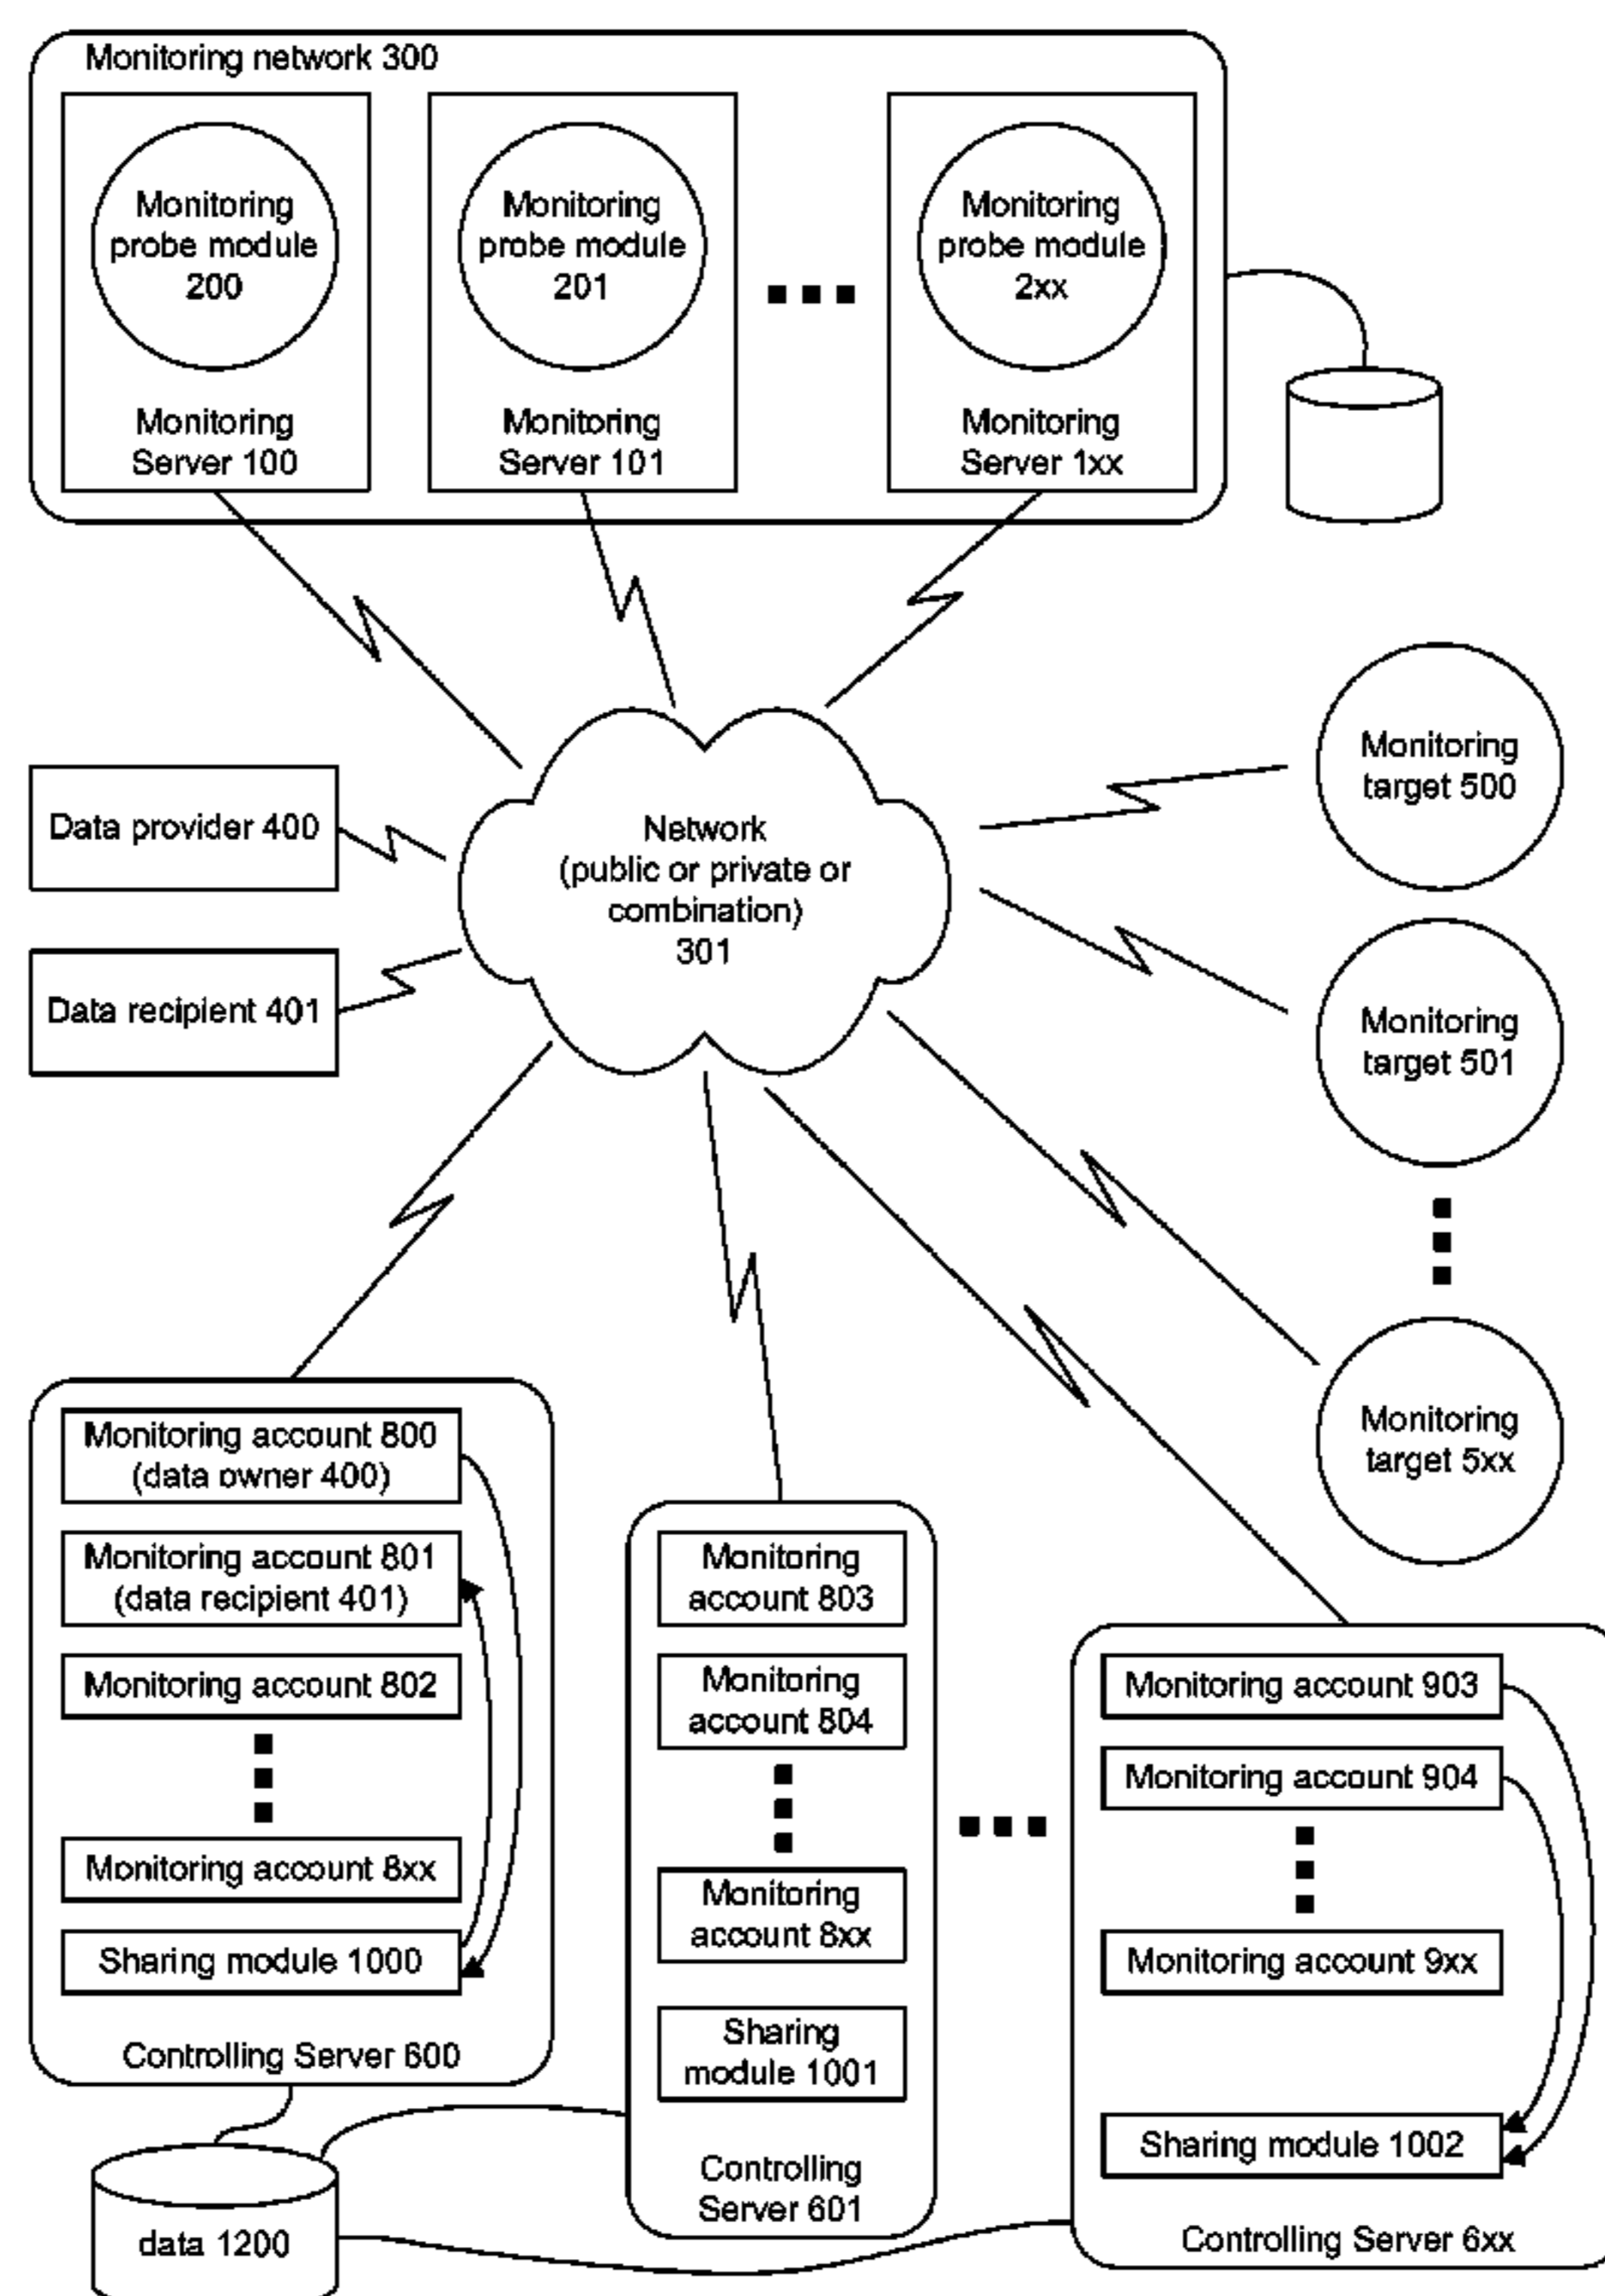 Monitoring network 300
Monitoring
probe module
200
Monitoring
Server 100
Monitoring
probe module
201
Monitoring
Server 101
Monitoring
probe module
2xx
Monitoring
Server 1xx
Data provider 400
Data recipient 401
Network
(public or private or
combination)
301
Monitoring
target 500
Monitoring
target 501
Monitoring
target 5xx
Monitoring account 800
(data owner 400)
Monitoring account 801
(data recipient 401)
Monitoring account 802
Monitoring account 8xx
Sharing module 1000
Controlling Server 600
Monitoring
account 803
Monitoring
account 804
Monitoring
account 8xx
Sharing
module 1001
Controlling
Server 601
Monitoring account 903
Monitoring account 904
Monitoring account 9xx
Sharing module 1002
Controlling Server 6xx
data 1200